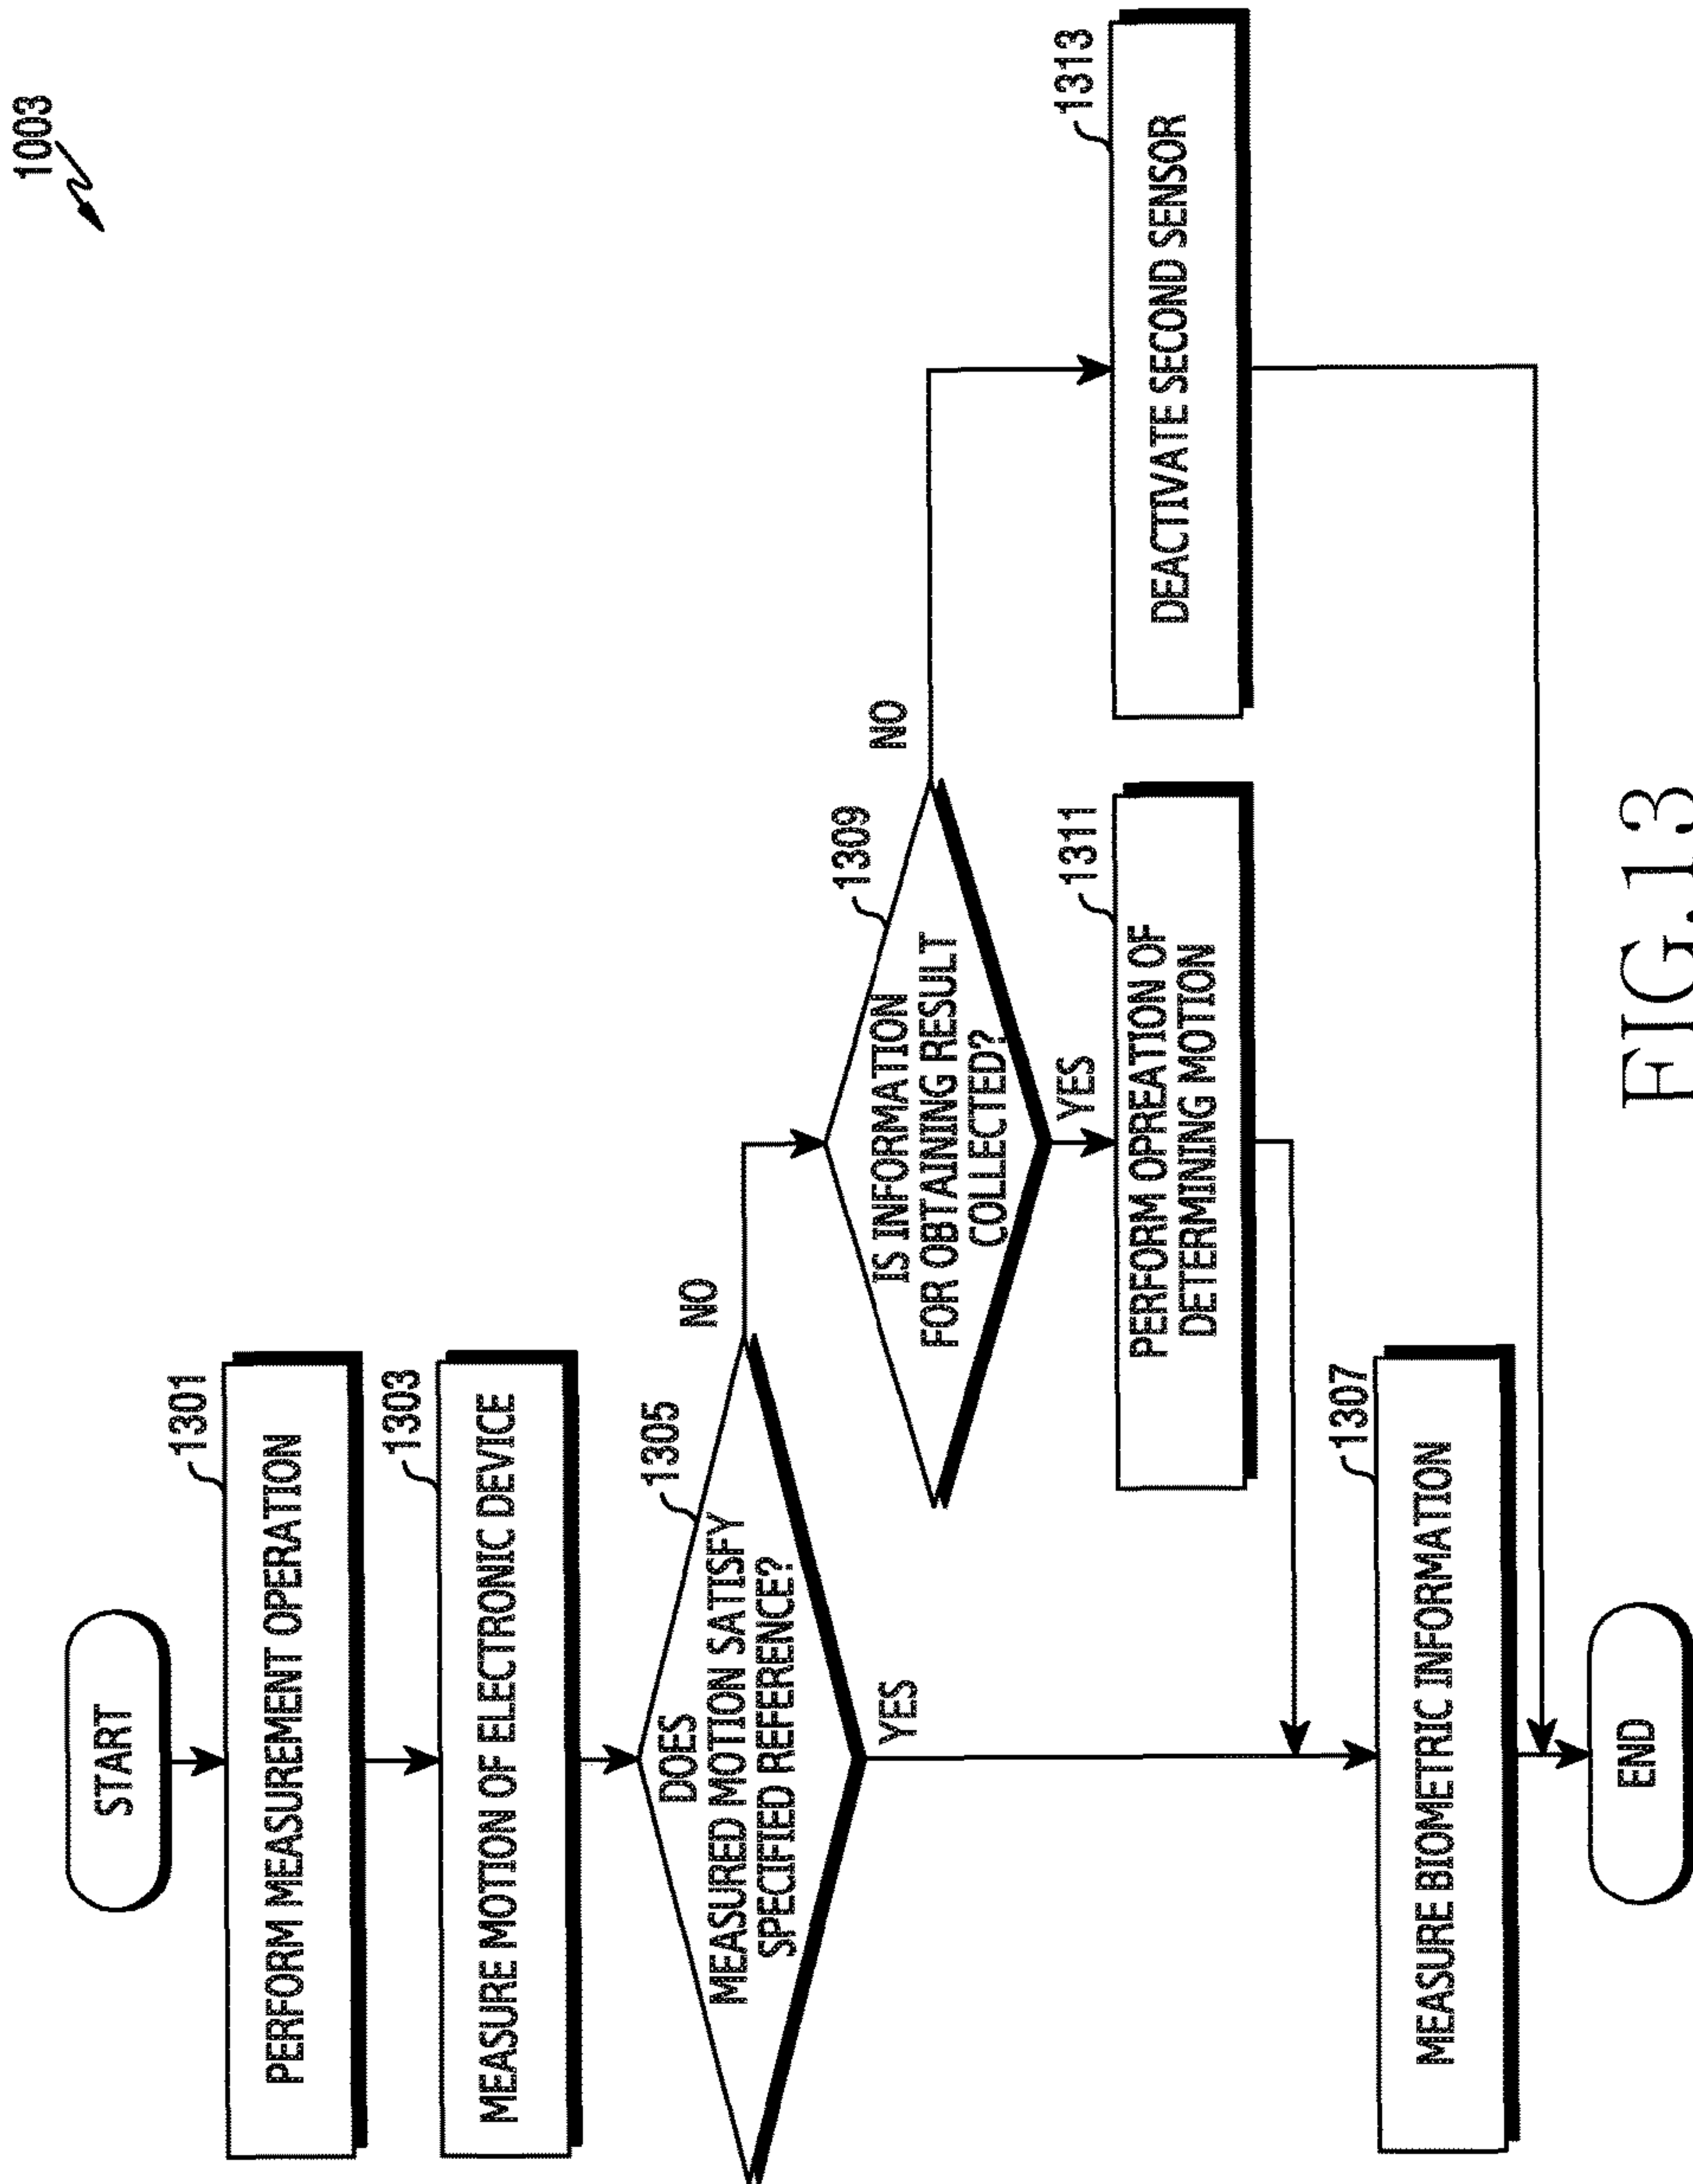 1003
START
1301
PERFORM MEASUREMENT OPERATION
1303
MEASURE MOTION OF ELECTRONIC DEVICE
1305
DOES
MEASURED MOTION SATISFY
SPECIFIED REFERENCE?
NO
YES
1309
IS INFORMATION
FOR OBTAINING RESULT
COLLECTED?
NO
YES
1311
PERFORM OPREATION OF
DETERMINING MOTION
1313
DEACTIVATE SECOND SENSOR
1307
MEASURE BIOMETRIC INFORMATION
END
FIG.13